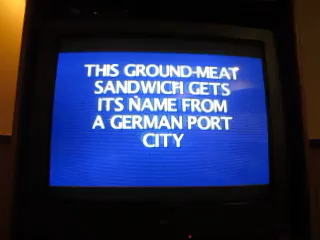 THIS GROUND-MEAT
SANDWICH GETS
ITS NAME FROM
A GERMAN PORT
CITY